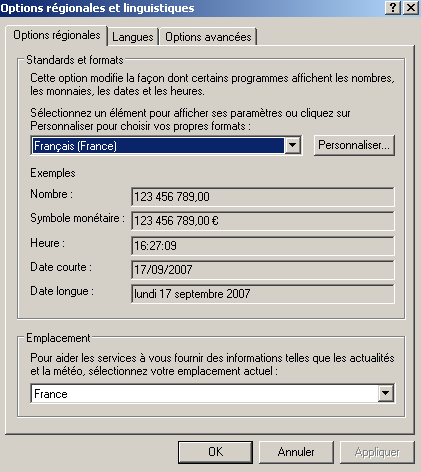 Options régionales et linguistiques
Options régionales
Langues
Options avancées
Standards et formats
Cette option modifie la façon dont certains programmes affichent les nombres,
les monnaies, les dates et les heures.
Sélectionnez un élément pour afficher ses paramètres ou cliquez sur
Personnaliser pour choisir vos propres formats :
Français (France)
Personnaliser...
Exemples
Nombre :
123 456 789,00
Symbole monétaire :
123 456 789,00 €
Heure :
16:27:09
Date courte :
17/09/2007
Date longue :
lundi 17 septembre 2007
Emplacement
Pour aider les services à vous fournir des informations telles que les actualités
et la météo, sélectionnez votre emplacement actuel :
France
OK
Annuler
Appliquer